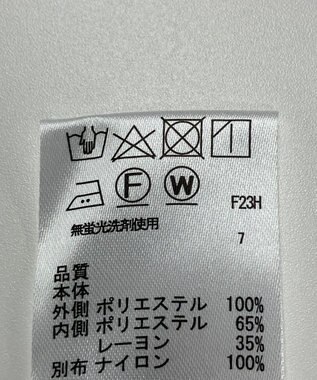 F W F23H
無蛍光洗剤使用
7
品質
本体
外側 ポリエステル 100%
内側 ポリエステル 65%
レーヨン 35%
別布 ナイロン 100%